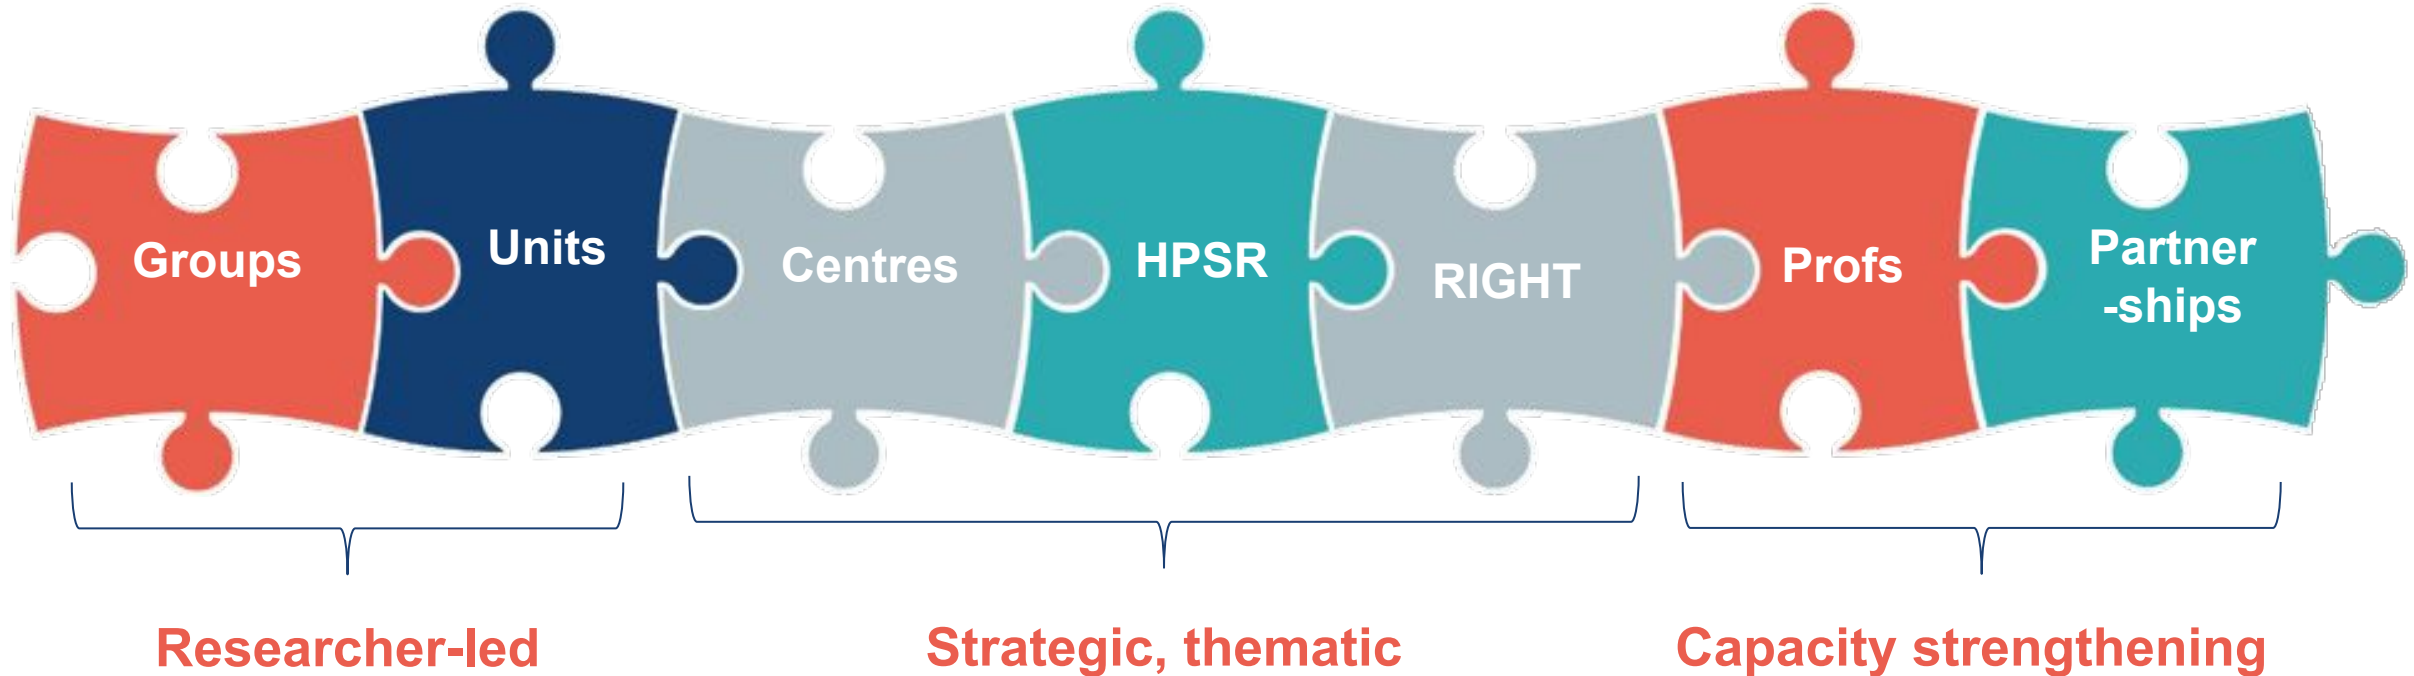 Groups
Units
Centres
HPSR
RIGHT
Profs
Partner
-ships
Researcher-led
Strategic, thematic
Capacity strengthening